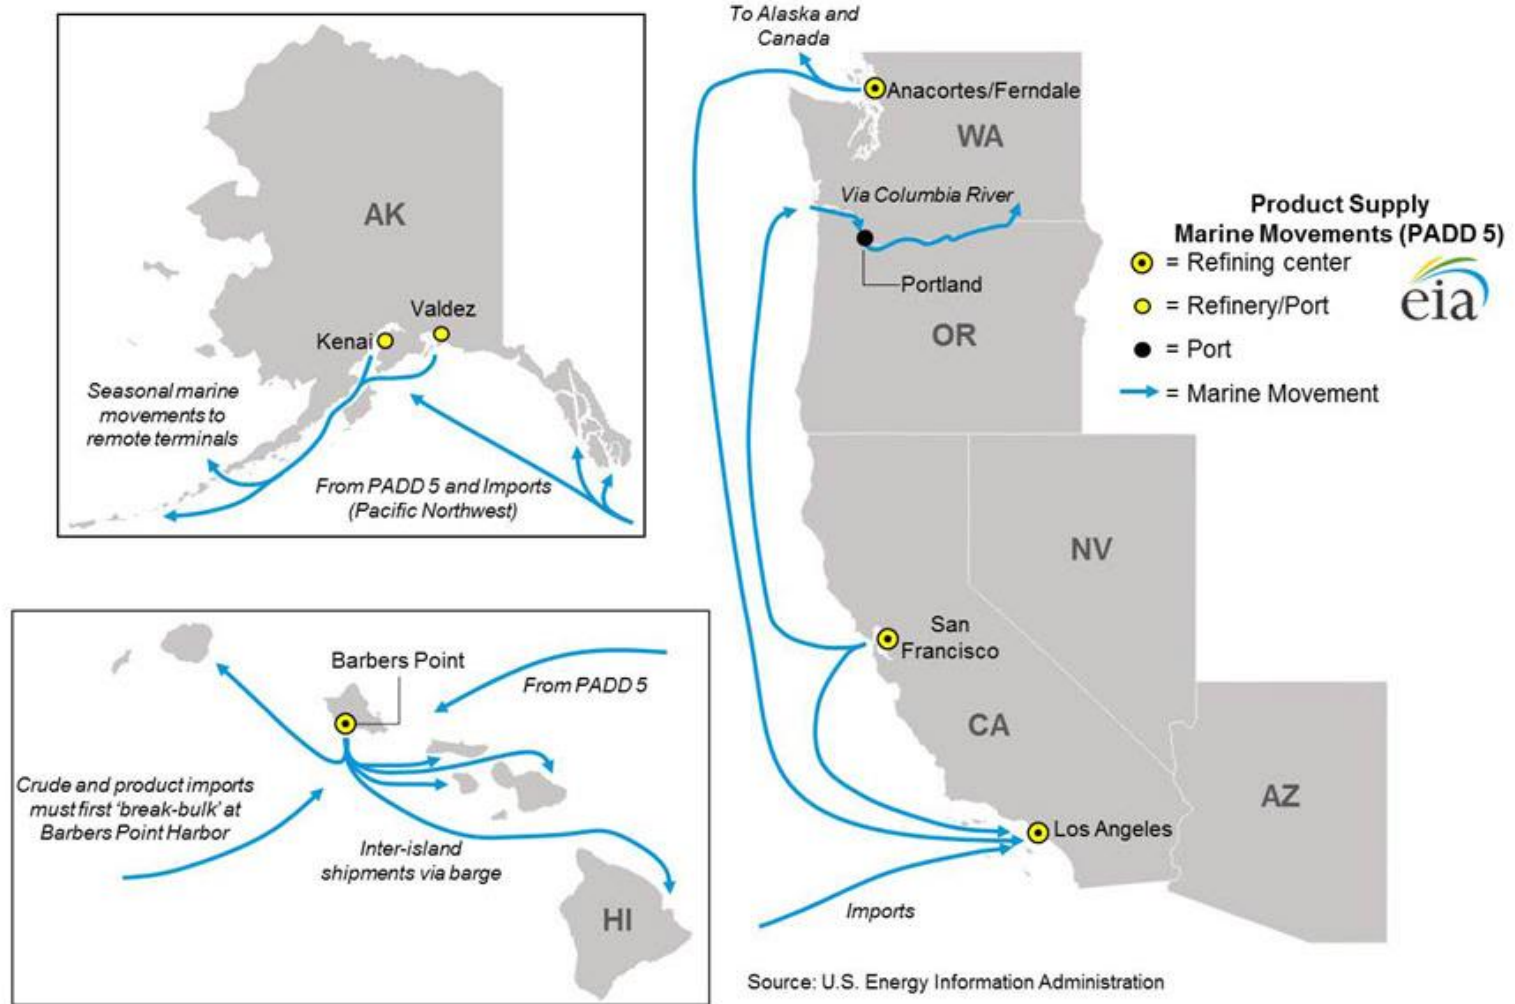 To Alaska and
Canada
Anacortes/Ferndale
WA
Via Columbia River
Portland
OR
Product Supply
Marine Movements (PADD 5)
= Refining center
= Refinery/Port
= Port
= Marine Movement
eia
AK
Valdez
Kenai
Seasonal marine
movements to
remote terminals
From PADD 5 and Imports
(Pacific Northwest)
NV
San
Francisco
CA
AZ
Los Angeles
Imports
Barbers Point
From PADD 5
Crude and product imports
must first ‘break-bulk’ at
Barbers Point Harbor
Inter-island
shipments via barge
HI
Source: U.S. Energy Information Administration